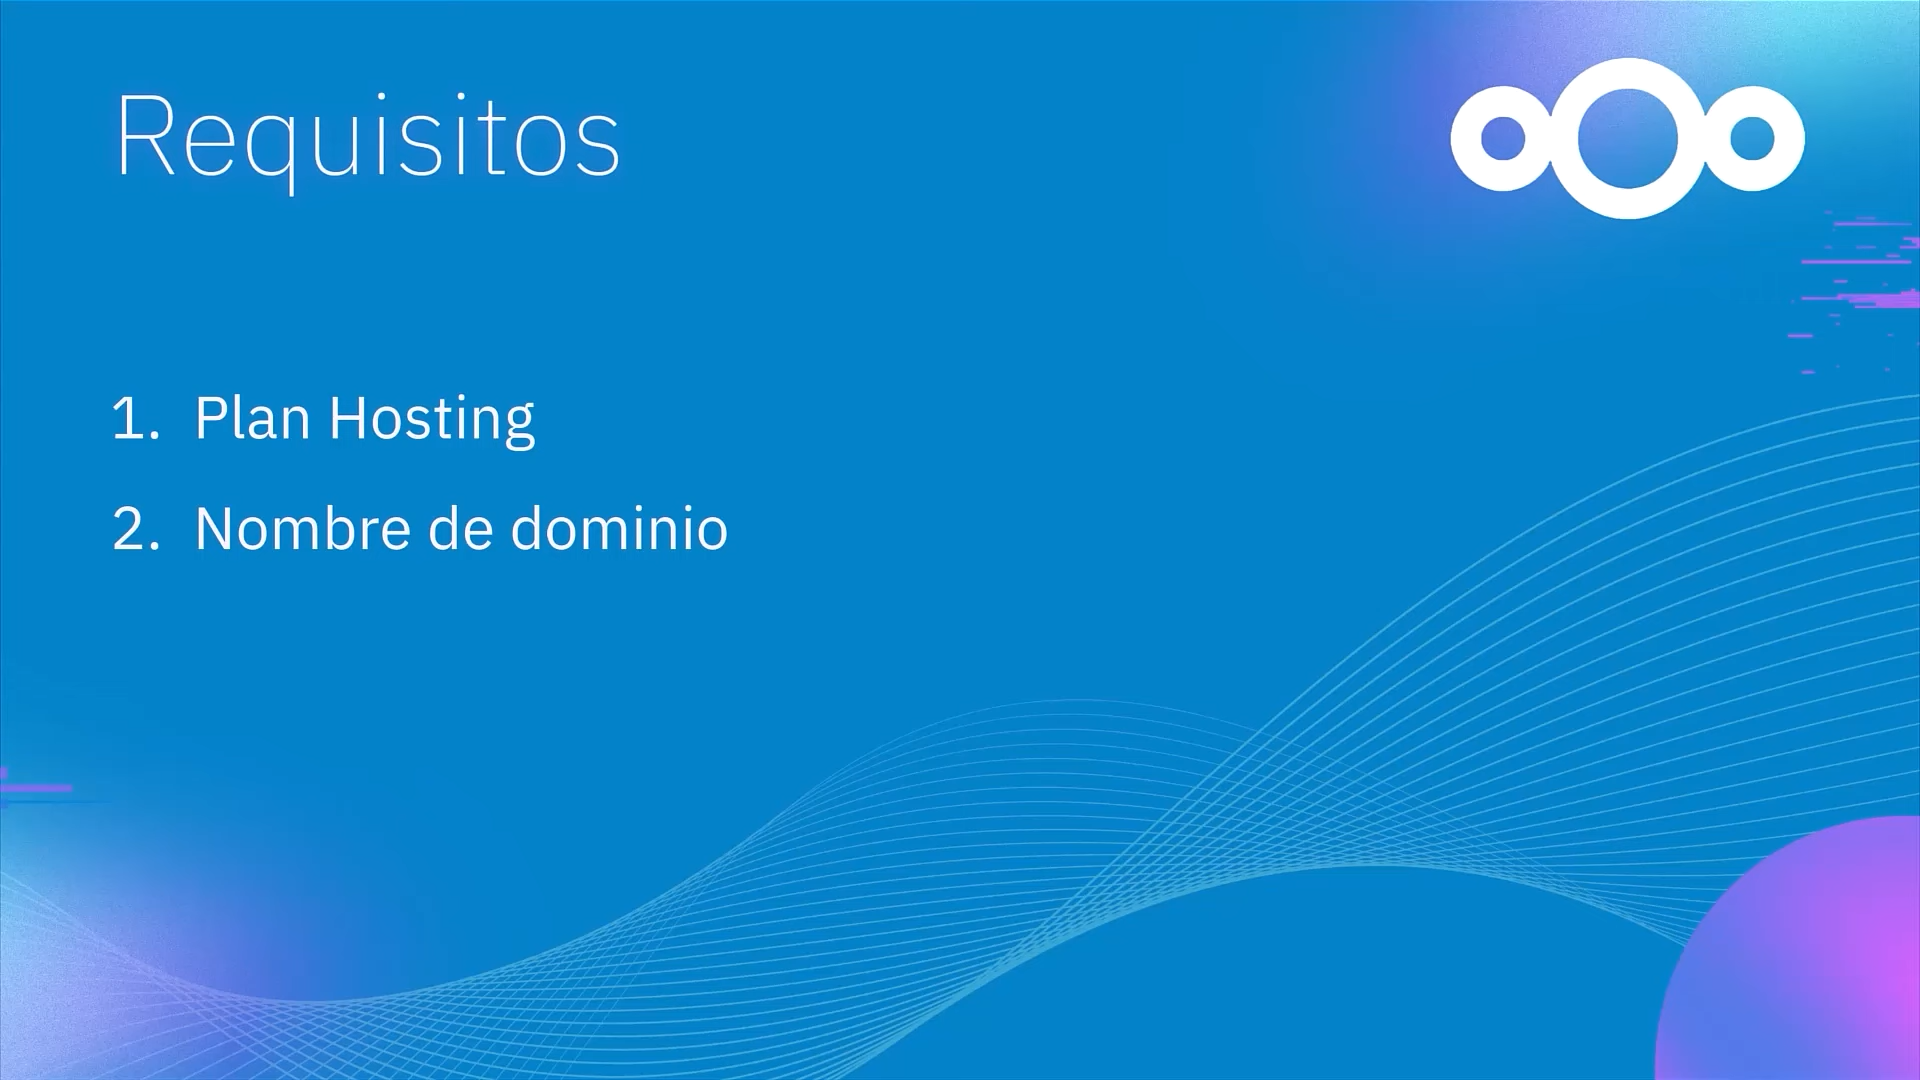 Requisitos
1. Plan Hosting
2. Nombre de dominio